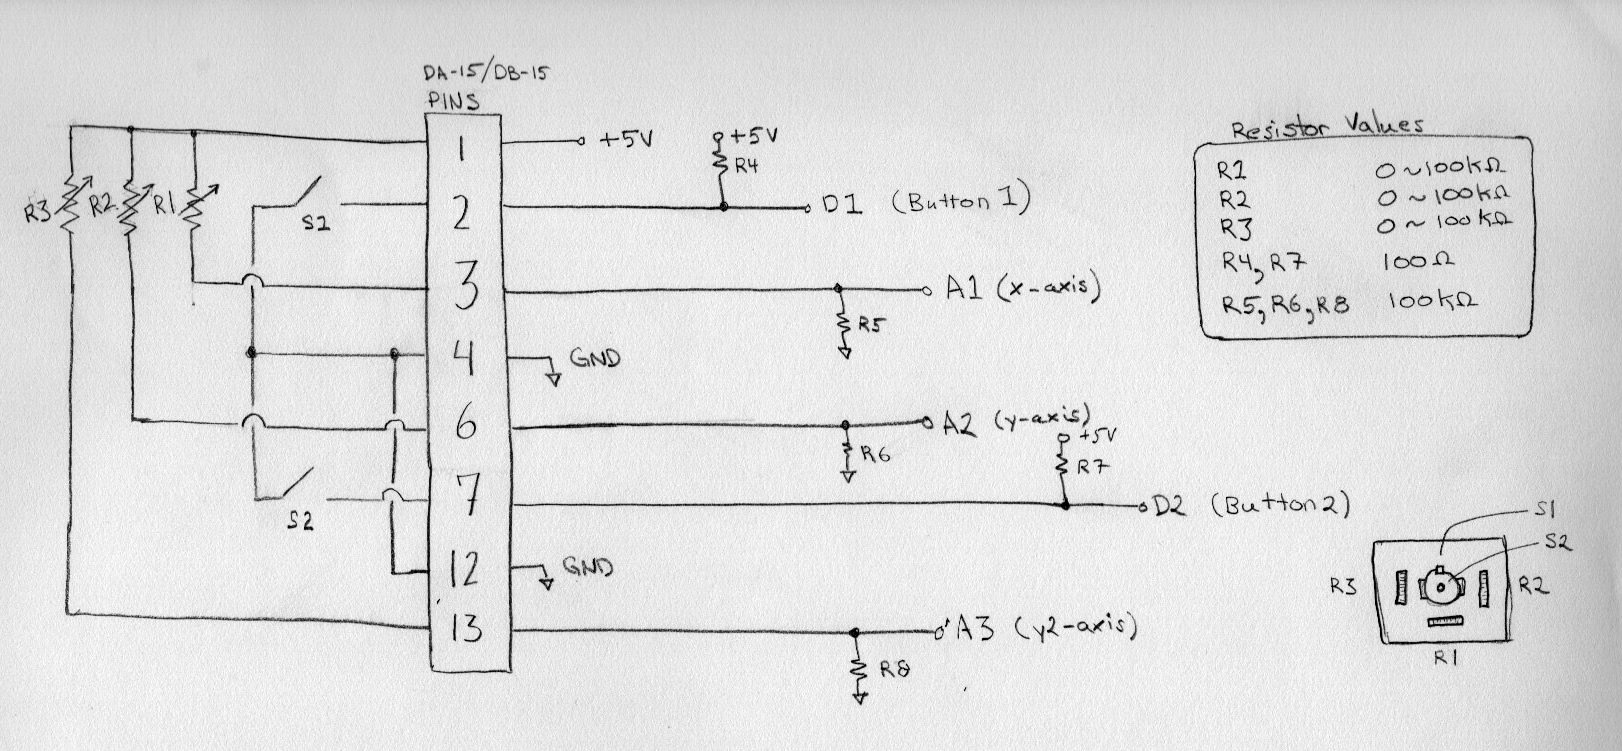 DA-15/DB-15
PINS
1 +5V
+5V
R4
R3 R2 R1
S2
2 D1 (Button 1)
3 A1 (x-axis)
R5
4 GND
6 A2 (y-axis)
R6
+5V
R7
S2
7 D2 (Button 2)
12 GND
13 A3 (y2-axis)
R8
Resistor Values
R1 0~100kΩ
R2 0~100kΩ
R3 0~100kΩ
R4, R7 100Ω
R5, R6, R8 100kΩ
S1
S2
R3 R2
R1